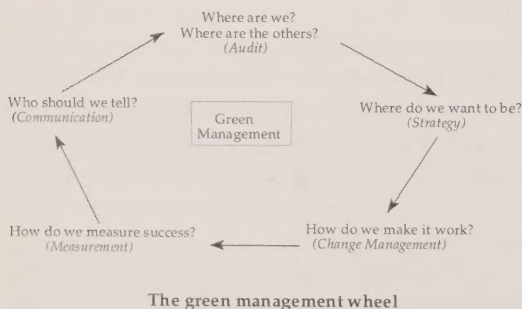 Where are we?
Where are the others?
(Audit)
Where do we want to be?
(Strategy)
How do we make it work?
(Change Management)
How do we measure success?
(Measurement)
Who should we tell?
(Communication)
Green
Management
The green management wheel